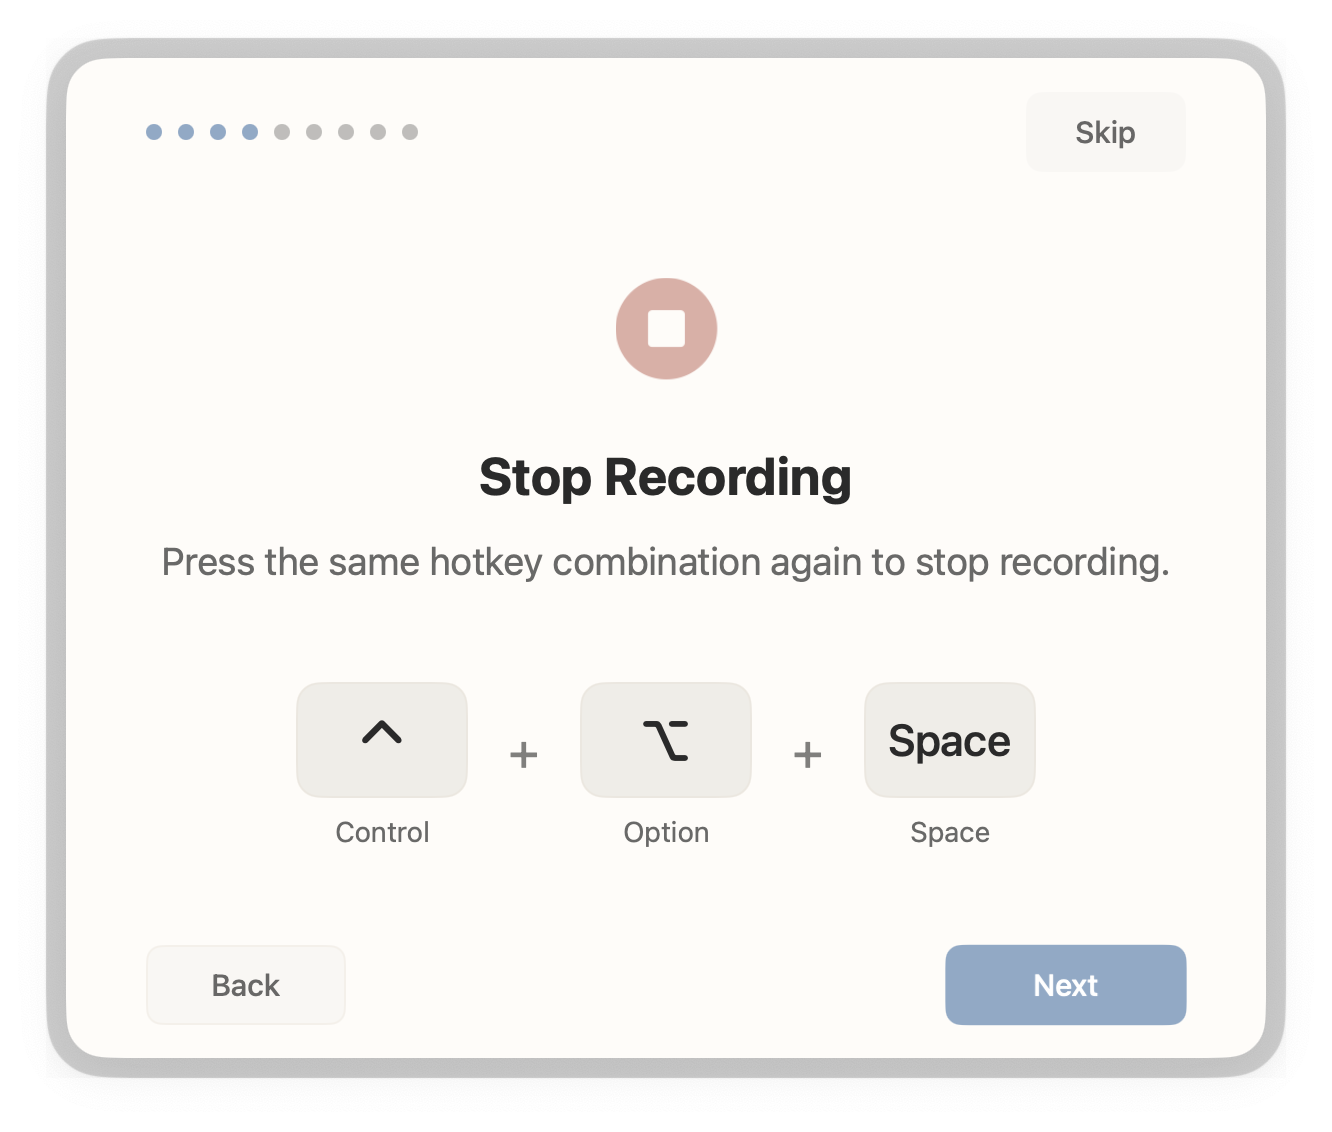 Skip
Stop Recording
Press the same hotkey combination again to stop recording.
⌃ + ⌥ + Space
Control Option Space
Back Next